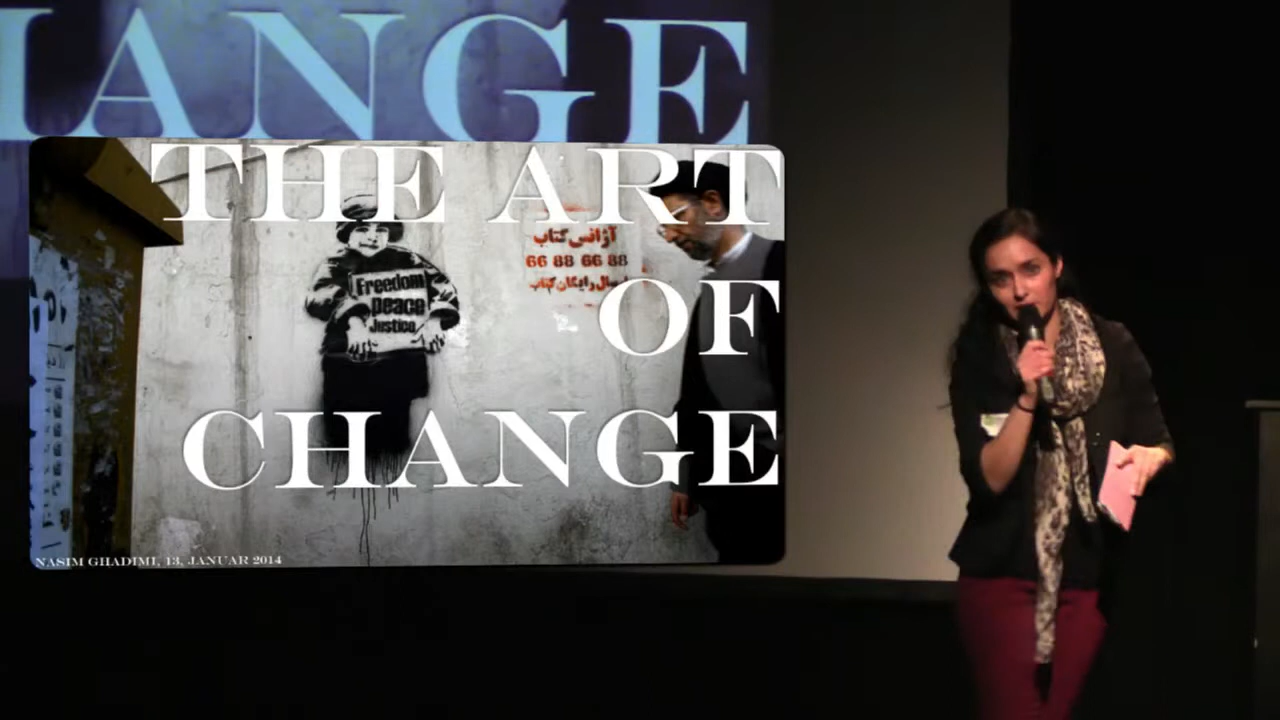 HANGE
THE ART
آژانس کتاب
66 88 66 88
ارسال رایگان کتاب
Freedom
peace
Justice
OF
CHANGE
NASIM GHADIMI, 13. JANUAR 2014